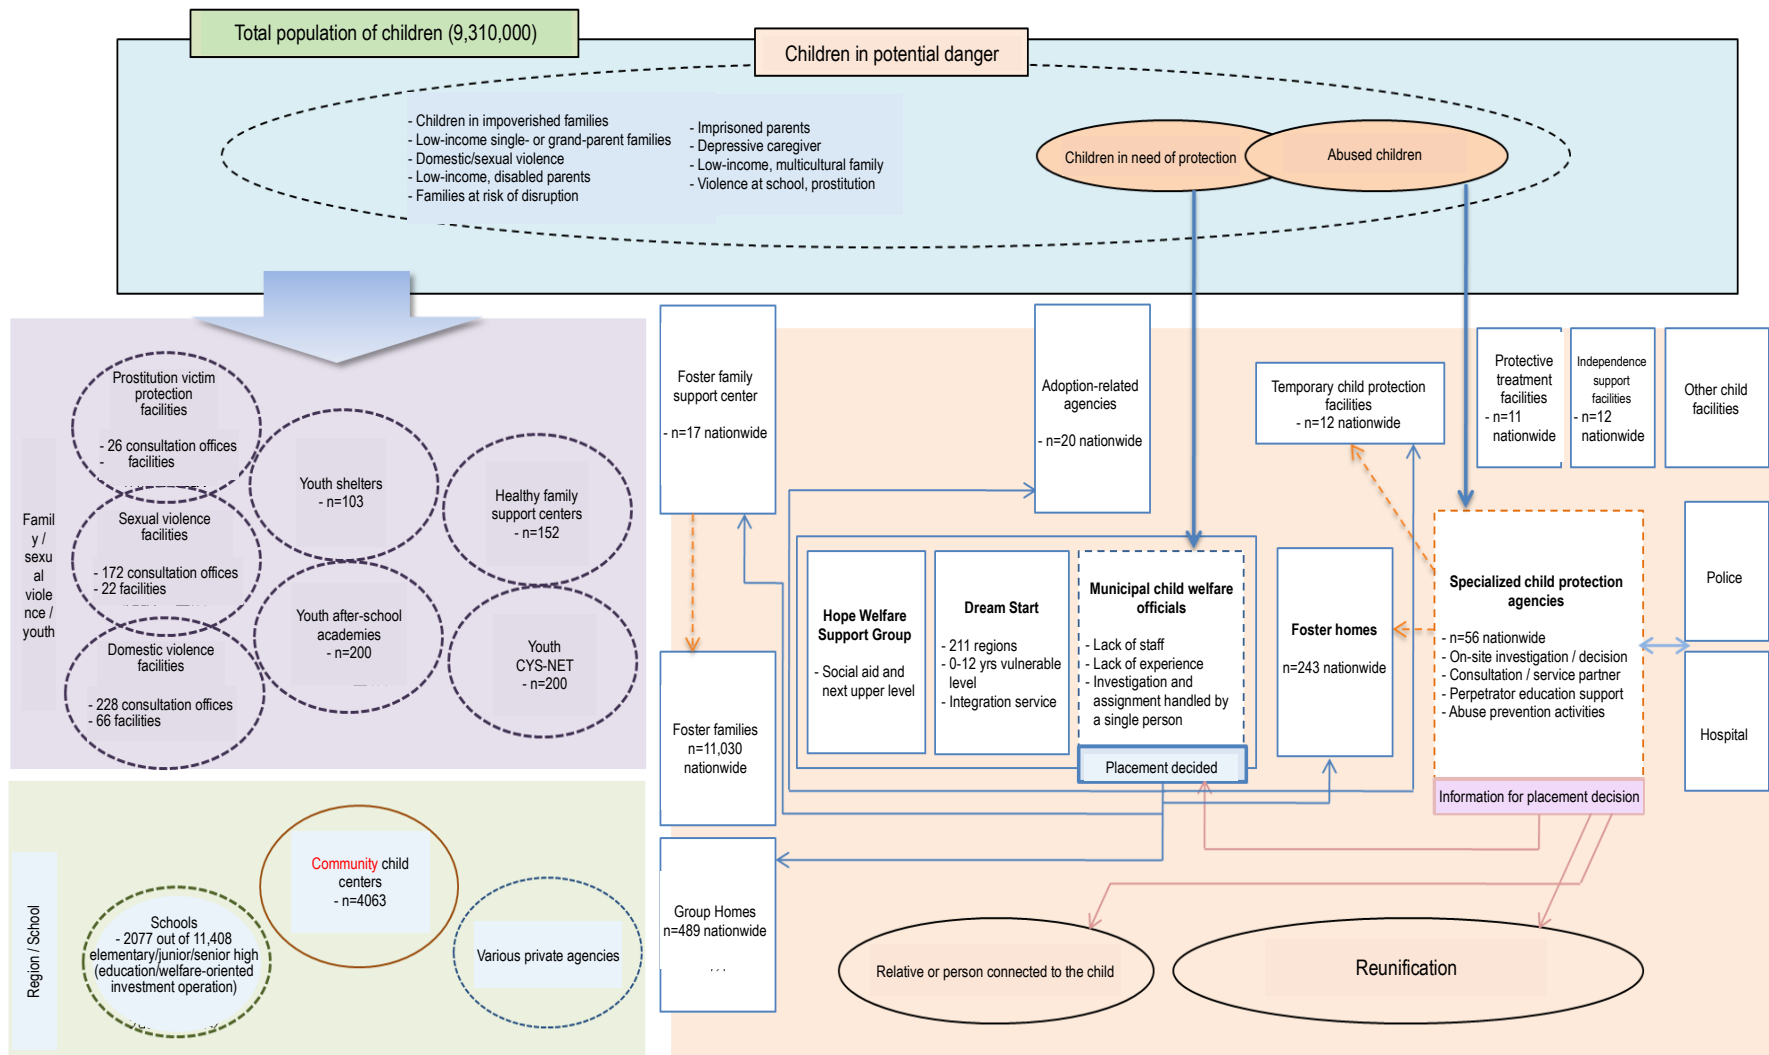 Total population of children (9,310,000)
Children in potential danger
- Children in impoverished families
- Low-income single- or grand-parent families
- Domestic/sexual violence
- Low-income, disabled parents
- Families at risk of disruption
- Imprisoned parents
- Depressive caregiver
- Low-income, multicultural family
- Violence at school, prostitution
Children in need of protection
Abused children
Famil
y /
sexu
al
viole
nce /
youth
Prostitution victim
protection
facilities
- 26 consultation offices
- facilities
Sexual violence
facilities
- 172 consultation offices
- 22 facilities
Domestic violence
facilities
- 228 consultation offices
- 66 facilities
Youth shelters
- n=103
Youth after-school
academies
- n=200
Healthy family
support centers
- n=152
Youth
CYS-NET
- n=200
Region / School
Schools
- 2077 out of 11,408
elementary/junior/senior high
(education/welfare-oriented
investment operation)
Community child
centers
- n=4063
Various private agencies
Foster family
support center
- n=17 nationwide
Foster families
n=11,030
nationwide
Group Homes
n=489 nationwide
Adoption-related
agencies
- n=20 nationwide
Hope Welfare
Support Group
- Social aid and
next upper level
Dream Start
- 211 regions
- 0-12 yrs vulnerable
level
- Integration service
Municipal child welfare
officials
- Lack of staff
- Lack of experience
- Investigation and
assignment handled by
a single person
Placement decided
Foster homes
n=243 nationwide
Temporary child protection
facilities
- n=12 nationwide
Protective
treatment
facilities
- n=11
nationwide
Independence
support
facilities
- n=12
nationwide
Other child
facilities
Specialized child protection
agencies
- n=56 nationwide
- On-site investigation / decision
- Consultation / service partner
- Perpetrator education support
- Abuse prevention activities
Information for placement decision
Police
Hospital
Relative or person connected to the child
Reunification